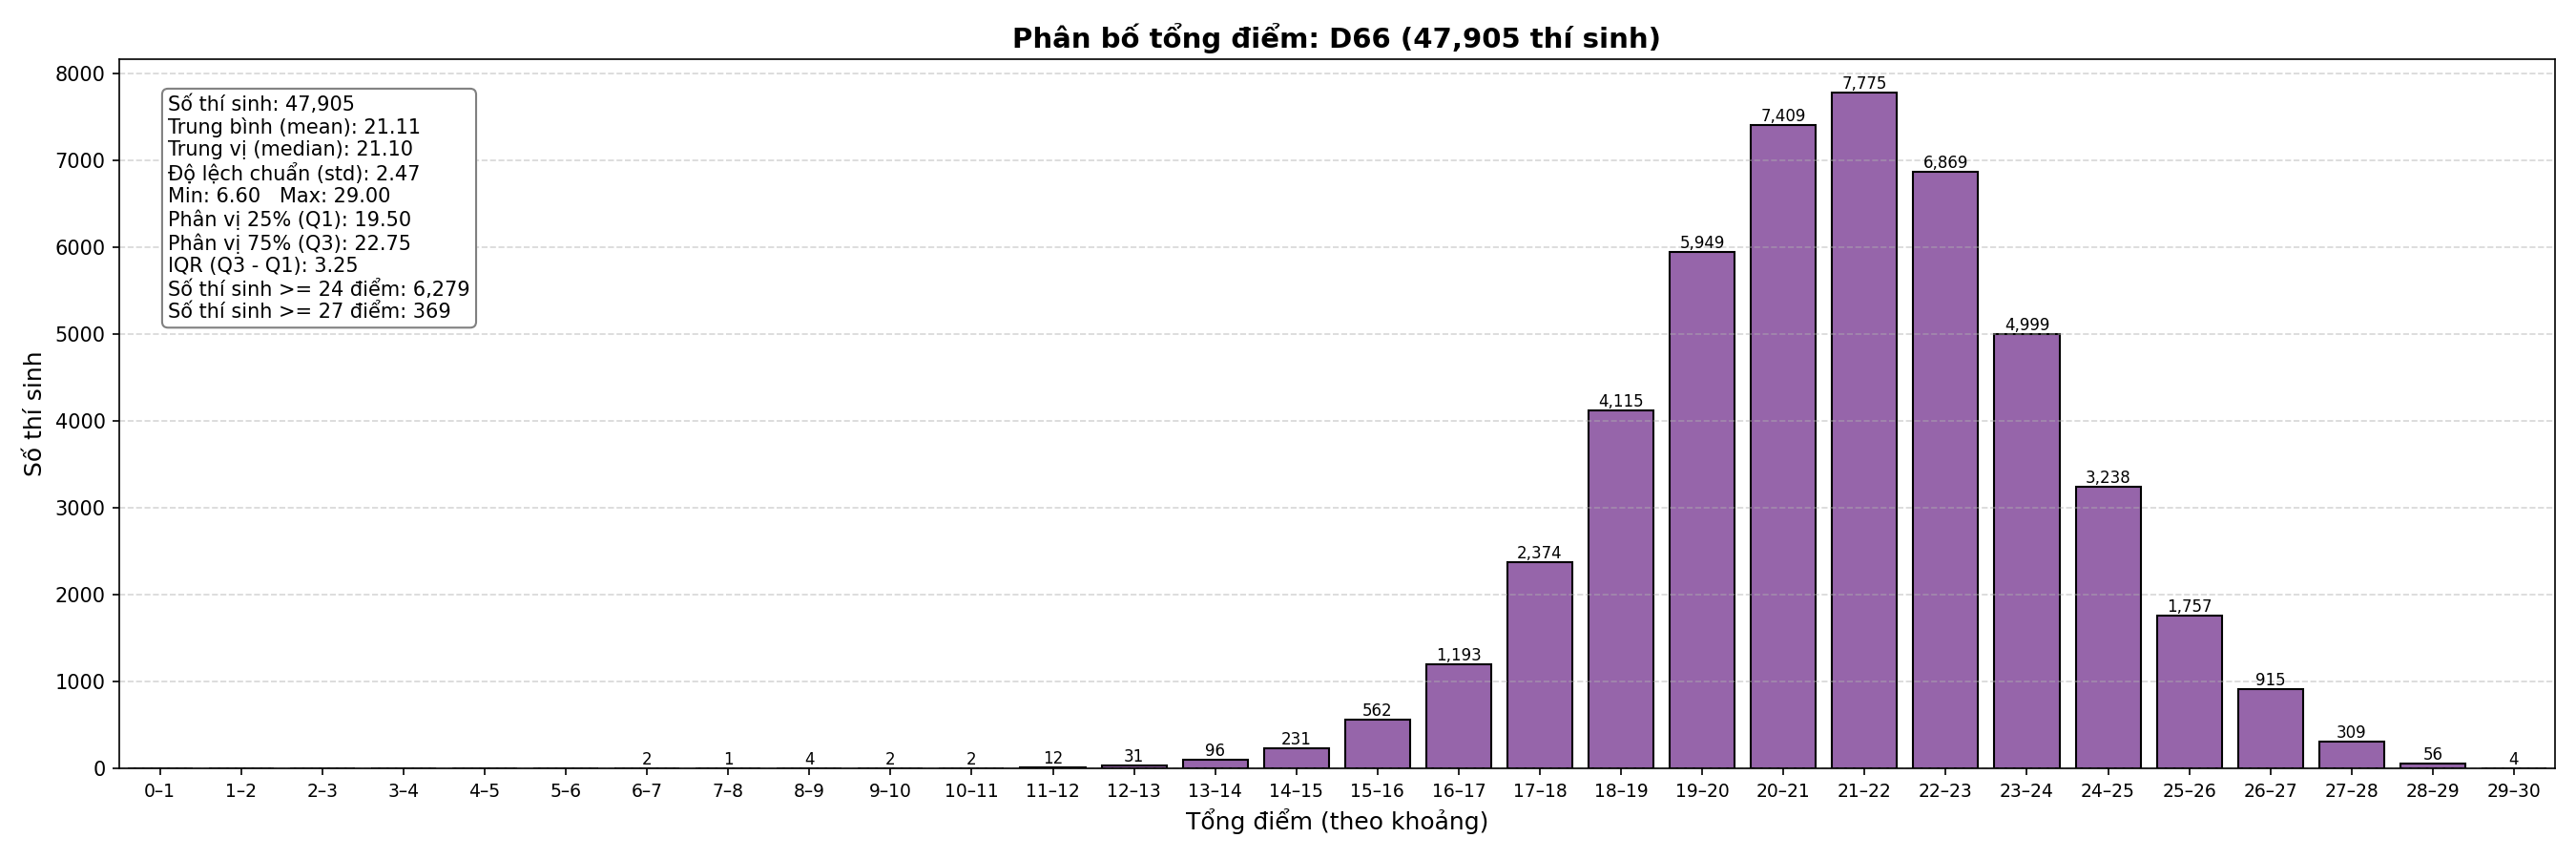 Phân bố tổng điểm: D66 (47,905 thí sinh)
Số thí sinh: 47,905
Trung bình (mean): 21.11
Trung vị (median): 21.10
Độ lệch chuẩn (std): 2.47
Min: 6.60   Max: 29.00
Phân vị 25% (Q1): 19.50
Phân vị 75% (Q3): 22.75
IQR (Q3 - Q1): 3.25
Số thí sinh >= 24 điểm: 6,279
Số thí sinh >= 27 điểm: 369
Số thí sinh
8000
7000
6000
5000
4000
3000
2000
1000
0
2
1
4
2
2
12
31
96
231
562
1,193
2,374
4,115
5,949
7,409
7,775
6,869
4,999
3,238
1,757
915
309
56
4
0–1 1–2 2–3 3–4 4–5 5–6 6–7 7–8 8–9 9–10 10–11 11–12 12–13 13–14 14–15 15–16 16–17 17–18 18–19 19–20 20–21 21–22 22–23 23–24 24–25 25–26 26–27 27–28 28–29 29–30
Tổng điểm (theo khoảng)